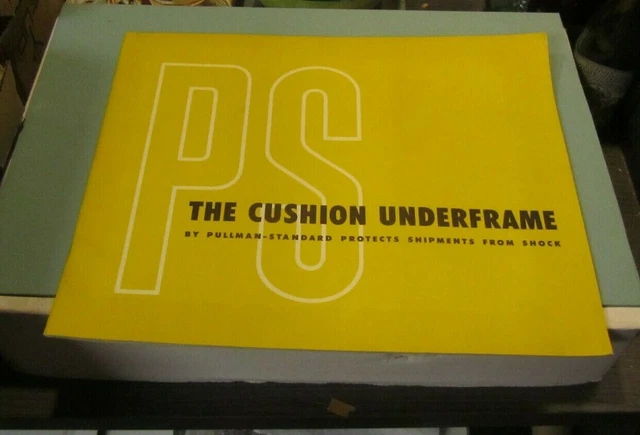 PS
THE CUSHION UNDERFRAME
BY PULLMAN-STANDARD PROTECTS SHIPMENTS FROM SHOCK